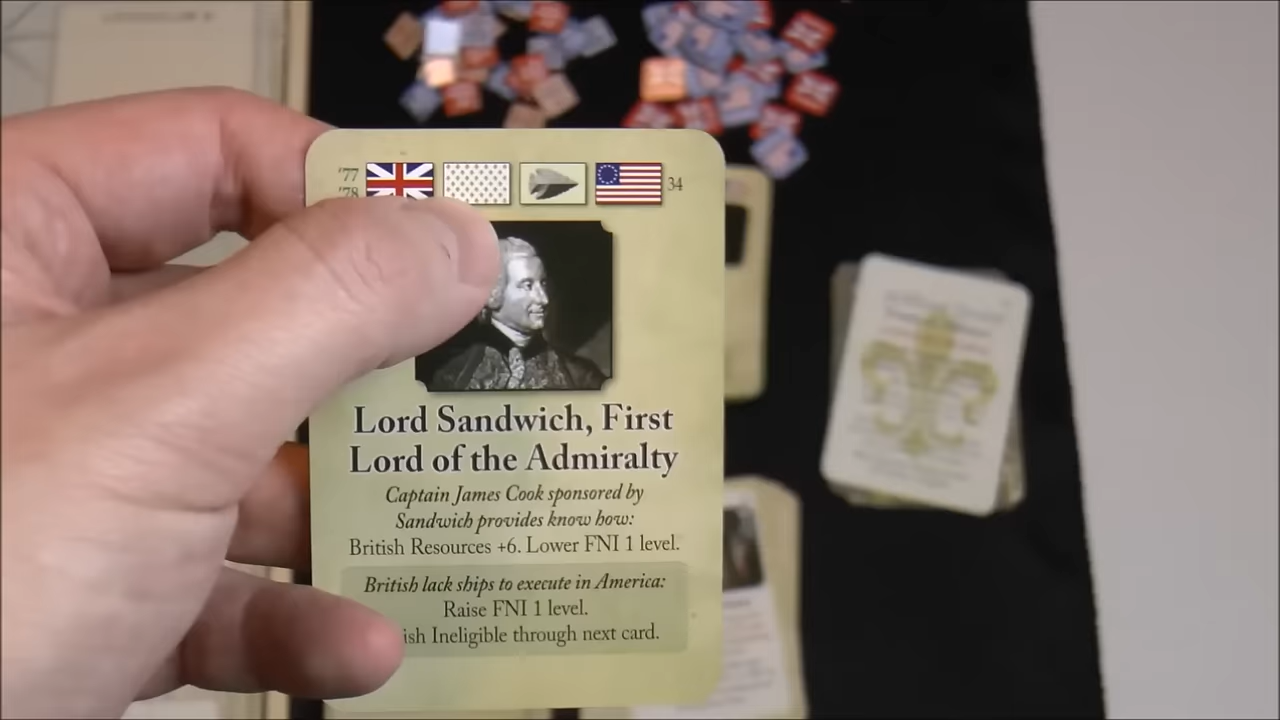 '77
'78
34
Lord Sandwich, First
Lord of the Admiralty
Captain James Cook sponsored by
Sandwich provides know how:
British Resources +6. Lower FNI 1 level.
British lack ships to execute in America:
Raise FNI 1 level.
ish Ineligible through next card.